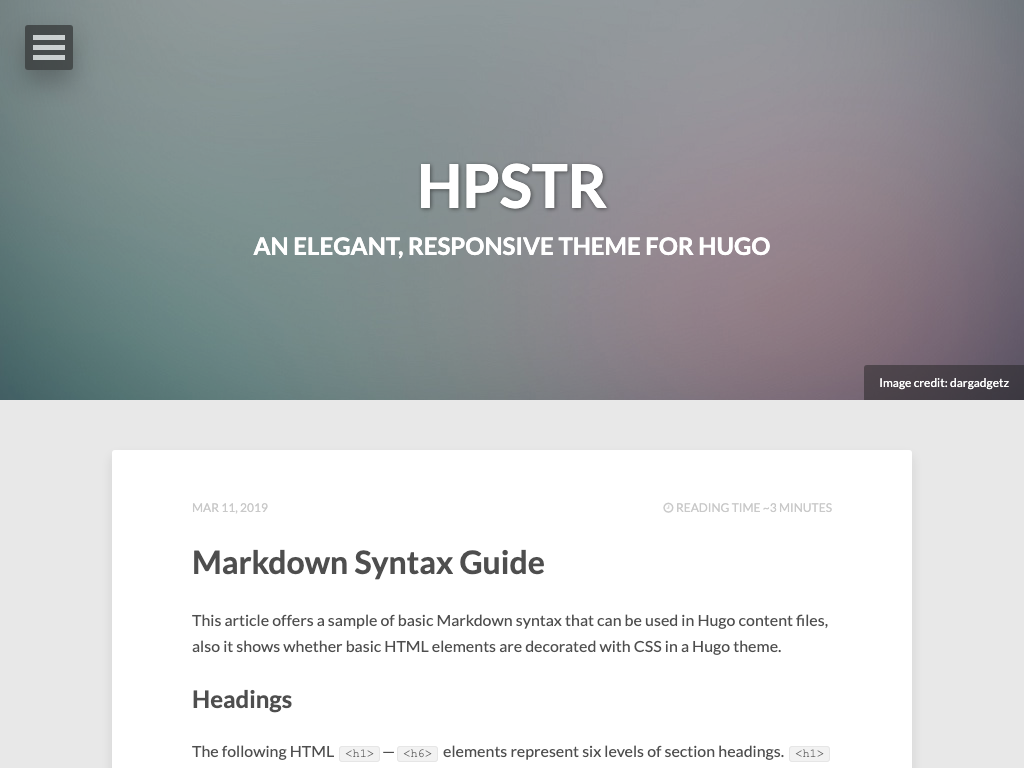 HPSTR
AN ELEGANT, RESPONSIVE THEME FOR HUGO
Image credit: dargadgetz
MAR 11, 2019
READING TIME ~3 MINUTES
Markdown Syntax Guide
This article offers a sample of basic Markdown syntax that can be used in Hugo content files,
also it shows whether basic HTML elements are decorated with CSS in a Hugo theme.
Headings
The following HTML <h1> — <h6> elements represent six levels of section headings. <h1>